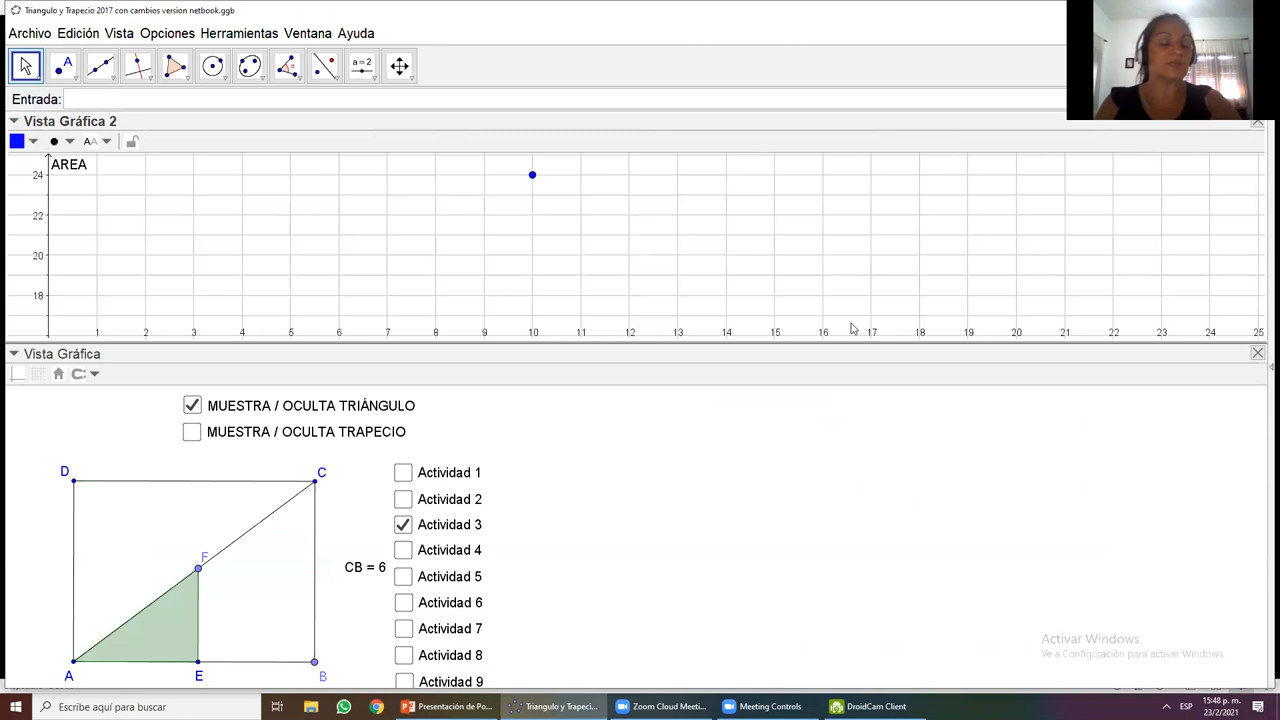 Triangulo y Trapecio 2017 con cambios version netbook.ggb
Archivo Edición Vista Opciones Herramientas Ventana Ayuda
A a=2
Entrada:
Vista Gráfica 2
AA
AREA
24
22
20
18
1 2 3 4 5 6 7 8 9 10 11 12 13 14 15 16 17 18 19 20 21 22 23 24 25
Vista Gráfica
MUESTRA / OCULTA TRIÁNGULO
MUESTRA / OCULTA TRAPECIO
D C Actividad 1
Actividad 2
Actividad 3
F Actividad 4
CB = 6
Actividad 5
Actividad 6
Actividad 7
Activar Windows
Ve a Configuración para activar Windows.
Actividad 8
A E B Actividad 9
Escribe aquí para buscar
Presentación de Po...
Triangulo y Trapeci...
Zoom Cloud Meeti...
Meeting Controls
DroidCam Client
ESP
15:48 p. m.
23/2/2021